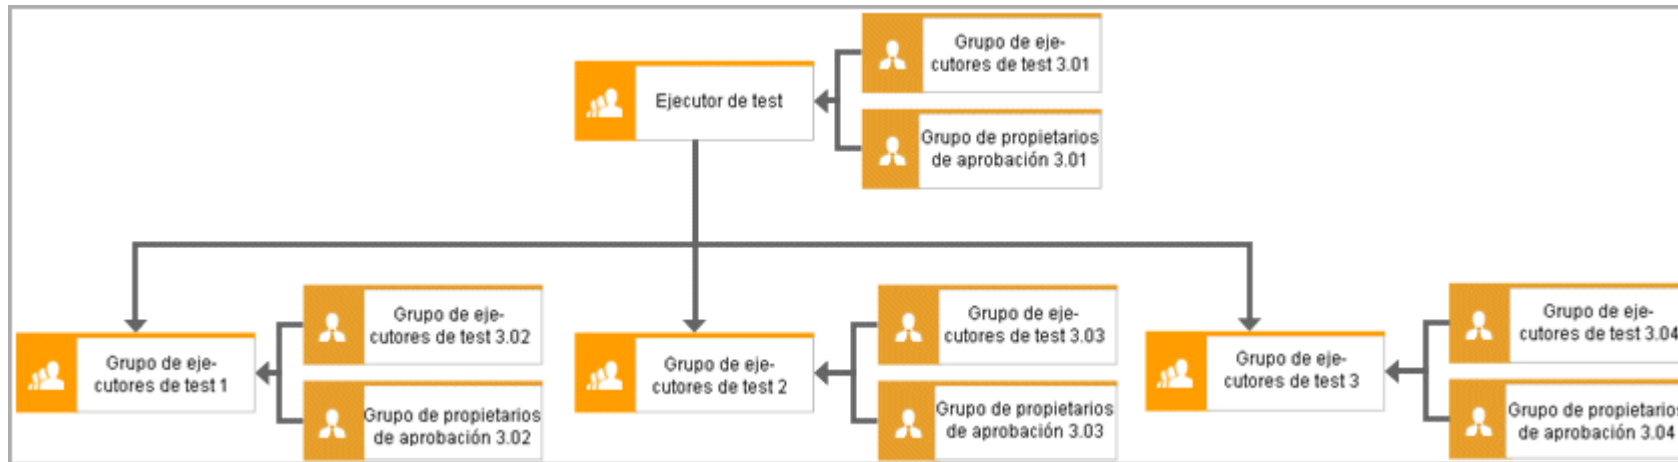 Grupo de eje-
cutores de test 3.01
Ejecutor de test
Grupo de propietarios
de aprobación 3.01
Grupo de eje-
cutores de test 3.02
Grupo de eje-
cutores de test 1
Grupo de propietarios
de aprobación 3.02
Grupo de eje-
cutores de test 3.03
Grupo de eje-
cutores de test 2
Grupo de propietarios
de aprobación 3.03
Grupo de eje-
cutores de test 3.04
Grupo de eje-
cutores de test 3
Grupo de propietarios
de aprobación 3.04